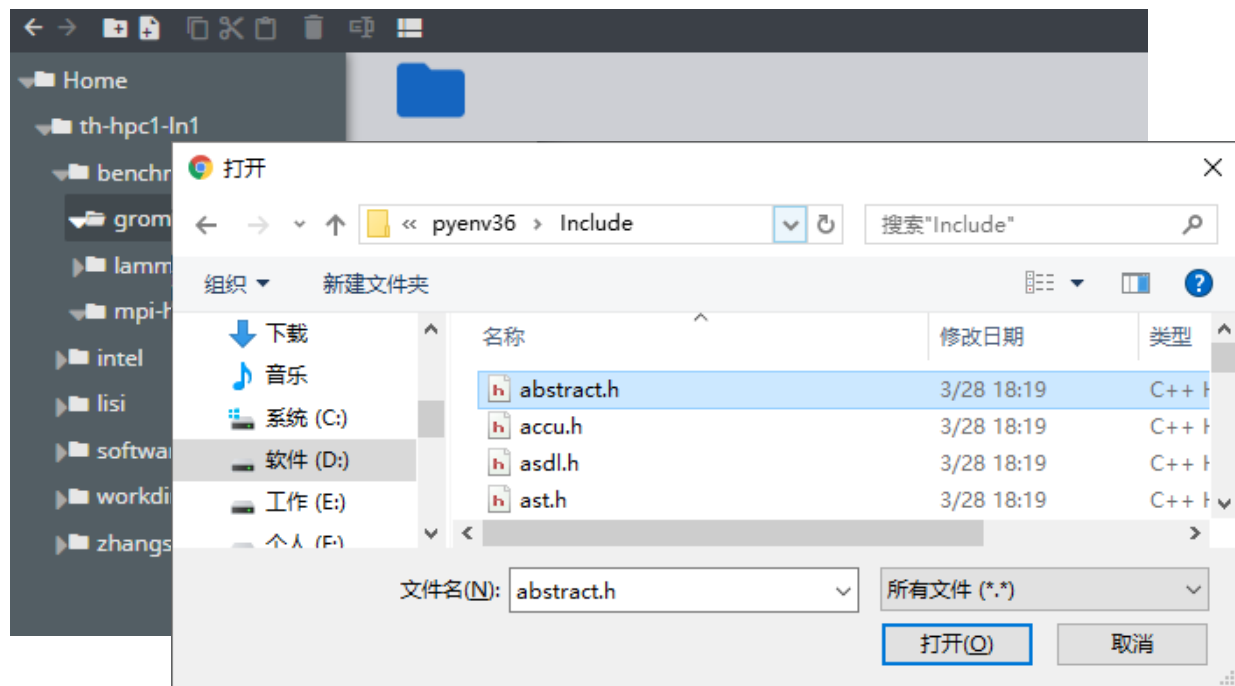 Home
th-hpc1-ln1
benchr
打开
grom
« pyenv36 › Include
搜索"Include"
lamm
组织
新建文件夹
mpi-h
下载
名称
修改日期
类型
intel
音乐
abstract.h
3/28 18:19
C++ H
lisi
系统 (C:)
accu.h
3/28 18:19
C++ H
softwar
软件 (D:)
asdl.h
3/28 18:19
C++ H
workdi
工作 (E:)
ast.h
3/28 18:19
C++ H
zhangs
个人 (F:)
文件名(N):
abstract.h
所有文件 (*.*)
打开(O)
取消